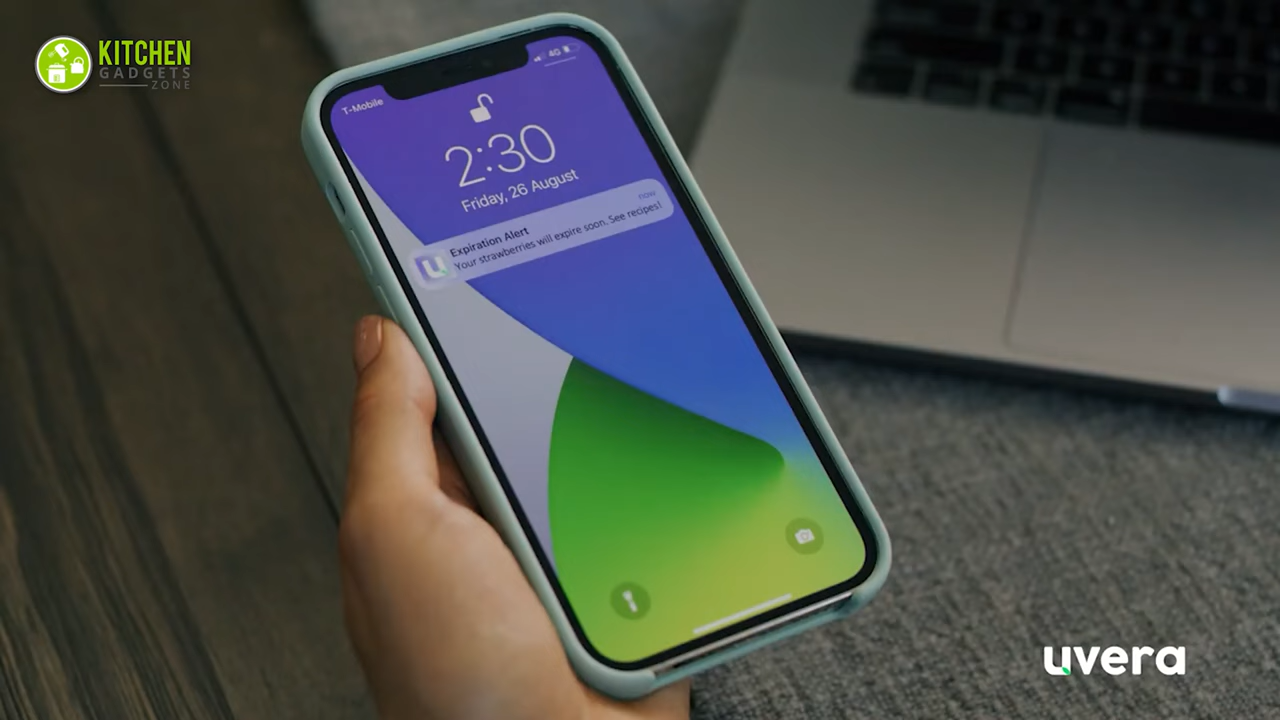 KITCHEN
GADGETS
ZONE
T-Mobile
4G
2:30
Friday, 26 August
now
Expiration Alert
Your strawberries will expire soon. See recipes!
uvera